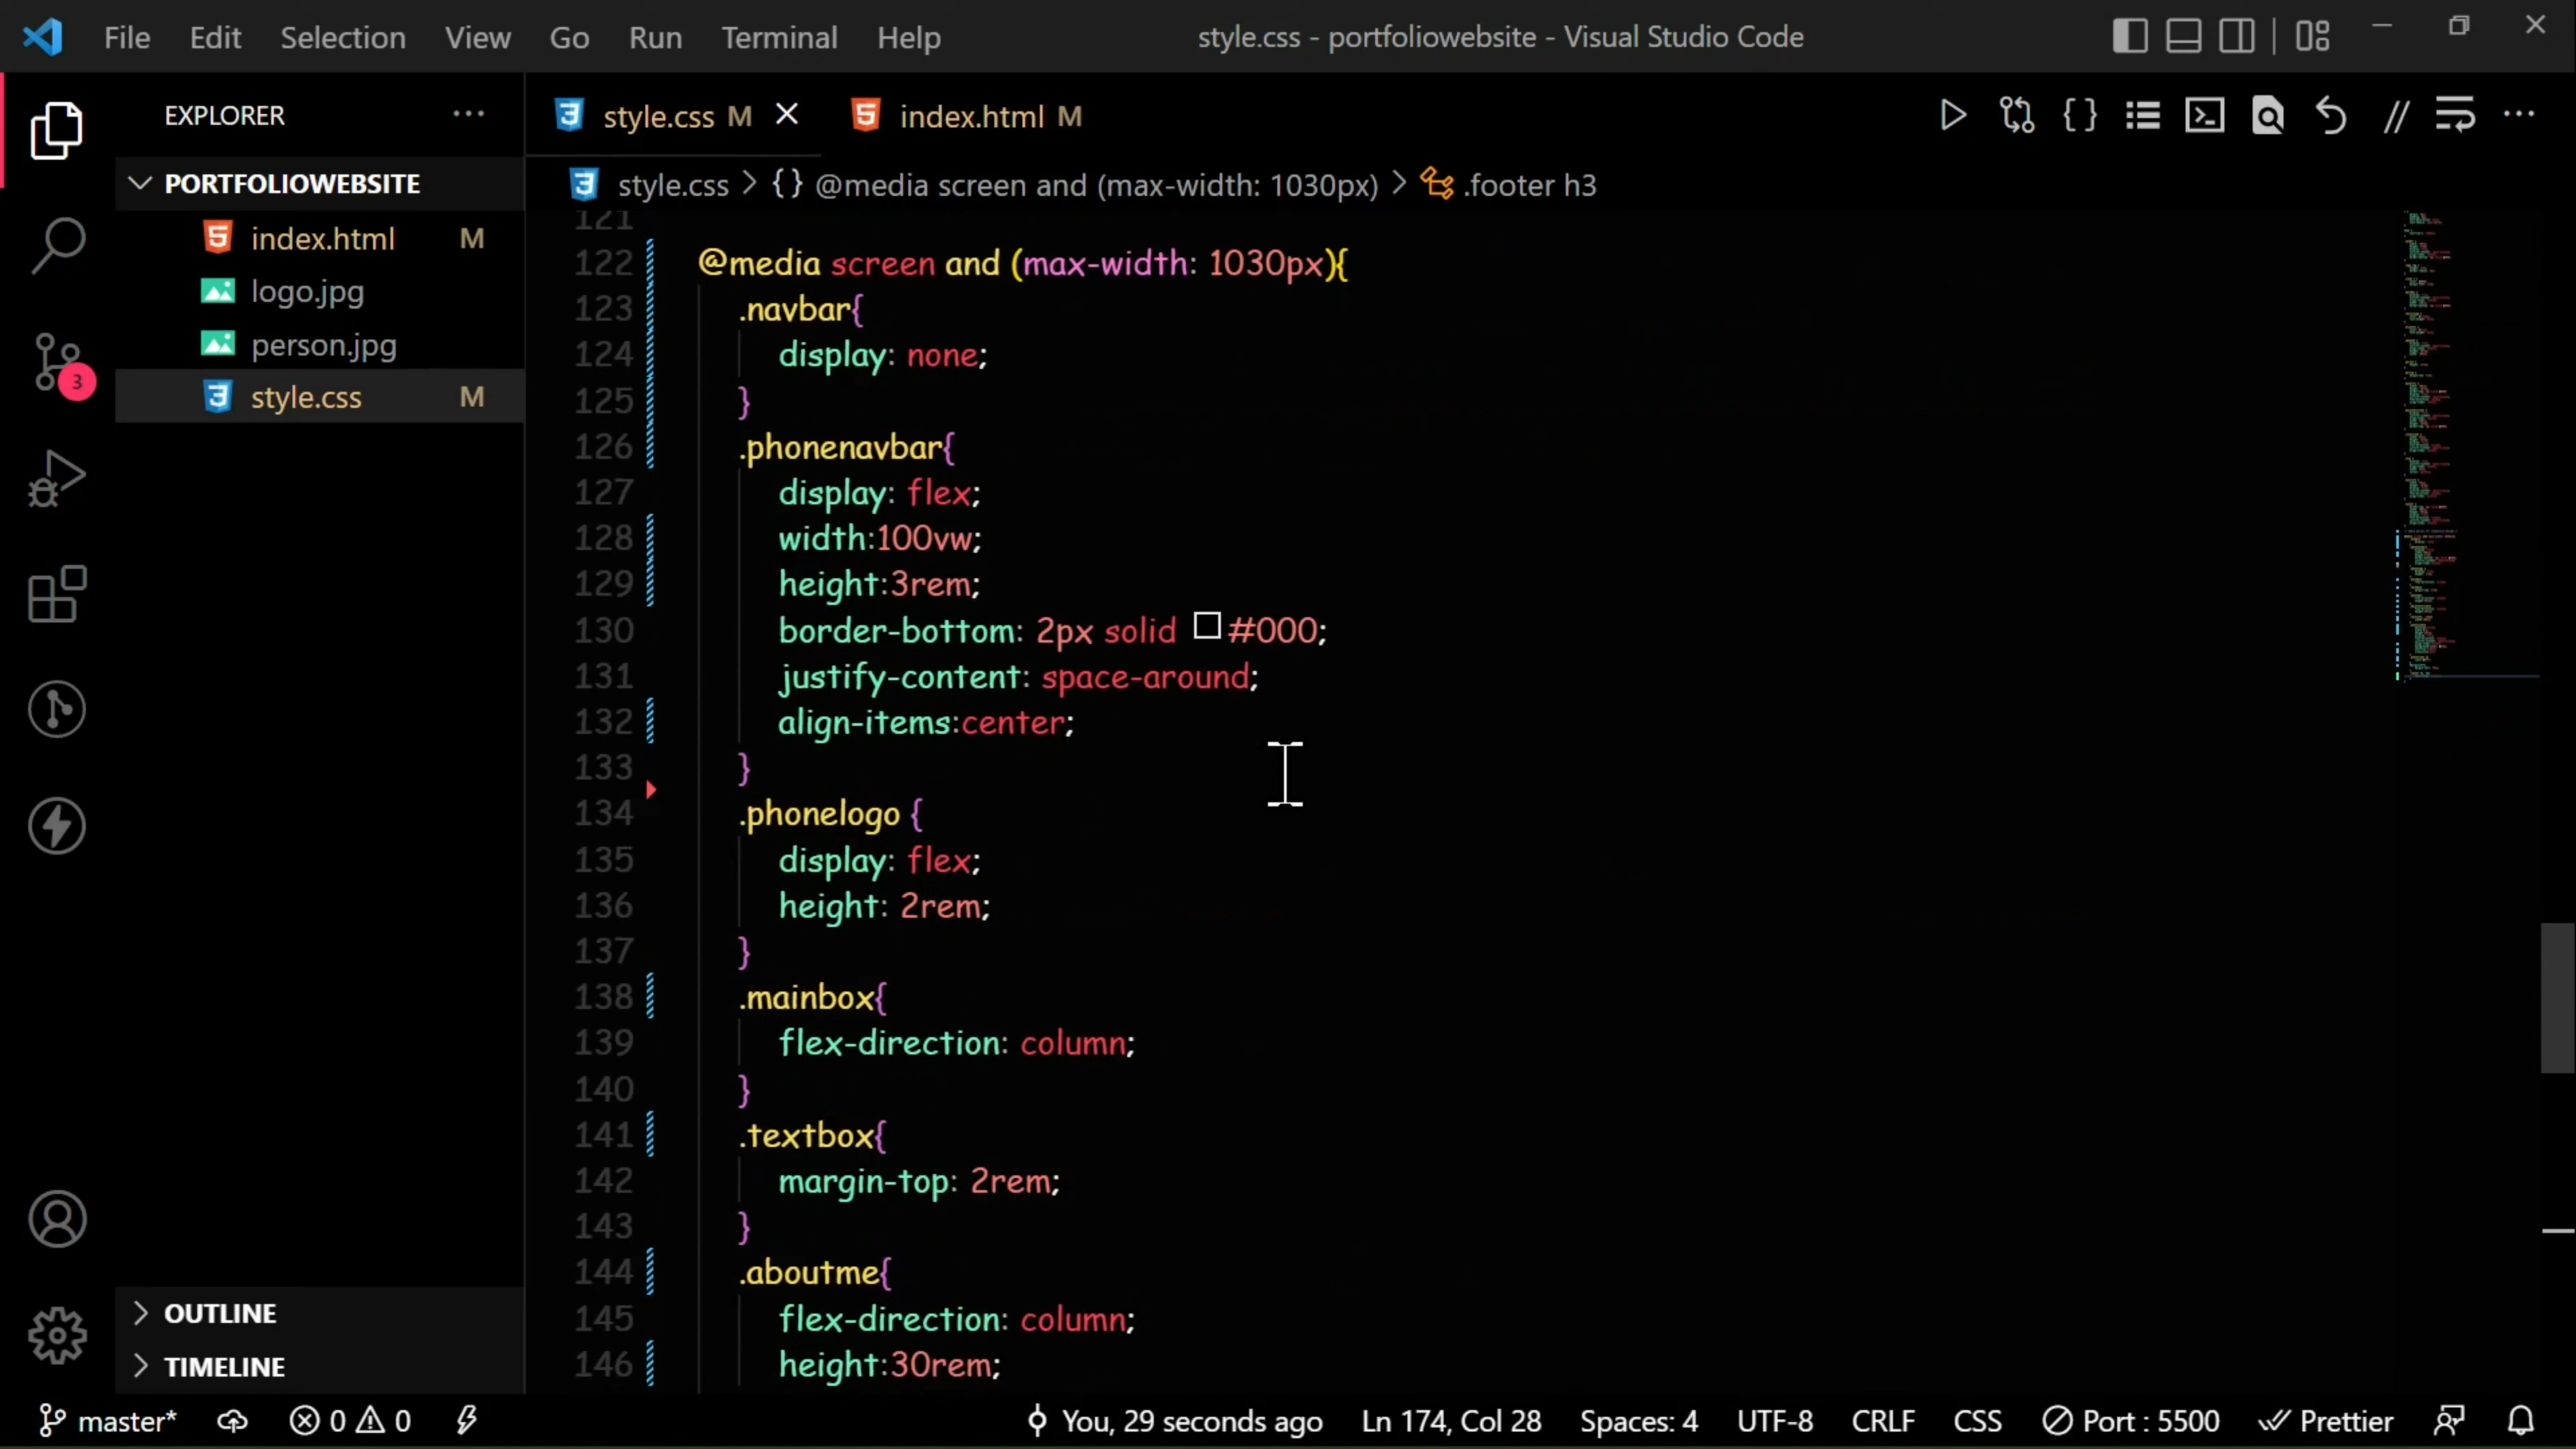 File Edit Selection View Go Run Terminal Help style.css - portfoliowebsite - Visual Studio Code
EXPLORER
PORTFOLIOWEBSITE
index.html M
logo.jpg
person.jpg
style.css M
3
OUTLINE
TIMELINE
style.css M index.html M
style.css > {} @media screen and (max-width: 1030px) > .footer h3
121
122 @media screen and (max-width: 1030px){
123 .navbar{
124 display: none;
125 }
126 .phonenavbar{
127 display: flex;
128 width:100vw;
129 height:3rem;
130 border-bottom: 2px solid #000;
131 justify-content: space-around;
132 align-items:center;
133 }
134 .phonelogo {
135 display: flex;
136 height: 2rem;
137 }
138 .mainbox{
139 flex-direction: column;
140 }
141 .textbox{
142 margin-top: 2rem;
143 }
144 .aboutme{
145 flex-direction: column;
146 height:30rem;
master* 0 0 You, 29 seconds ago Ln 174, Col 28 Spaces: 4 UTF-8 CRLF CSS Port : 5500 Prettier